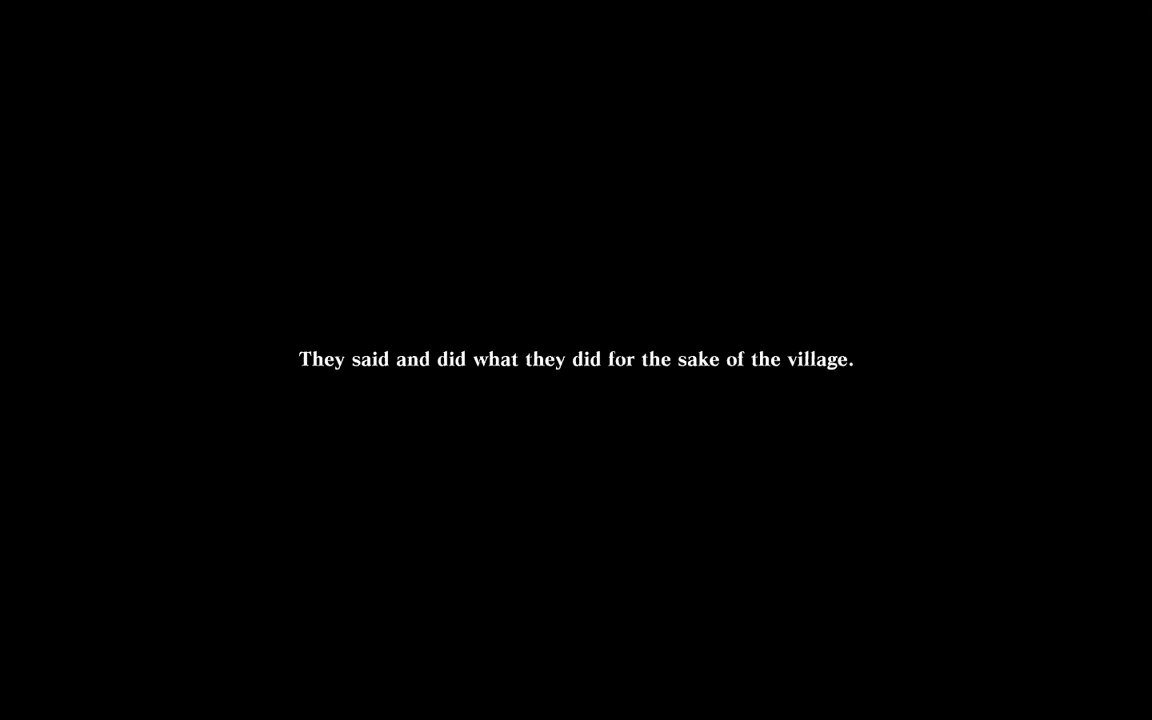 They said and did what they did for the sake of the village.